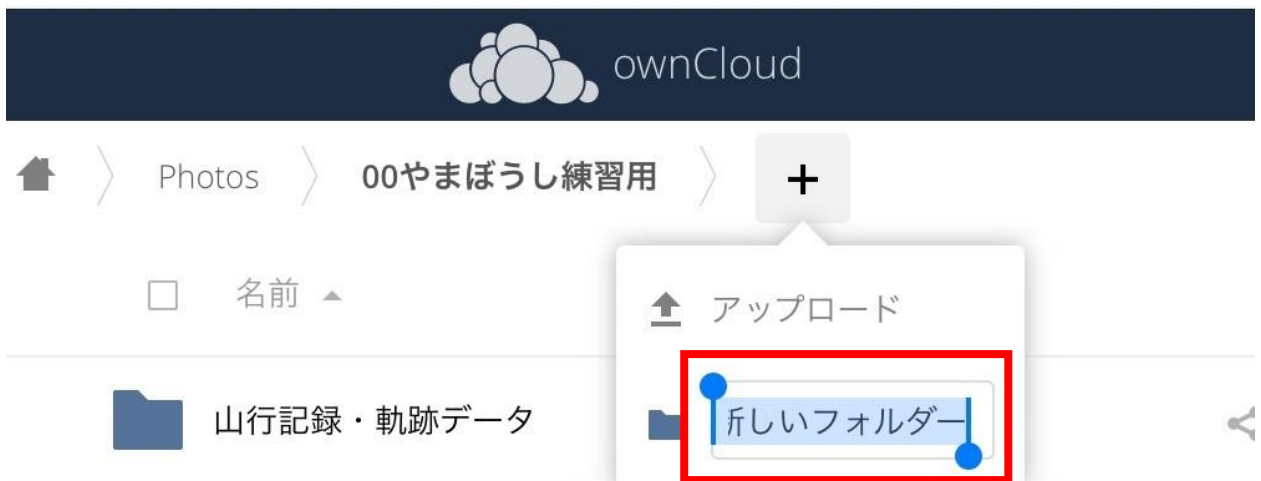 ownCloud
Photos 00やまぼうし練習用 +
名前
アップロード
山行記録・軌跡データ
新しいフォルダー